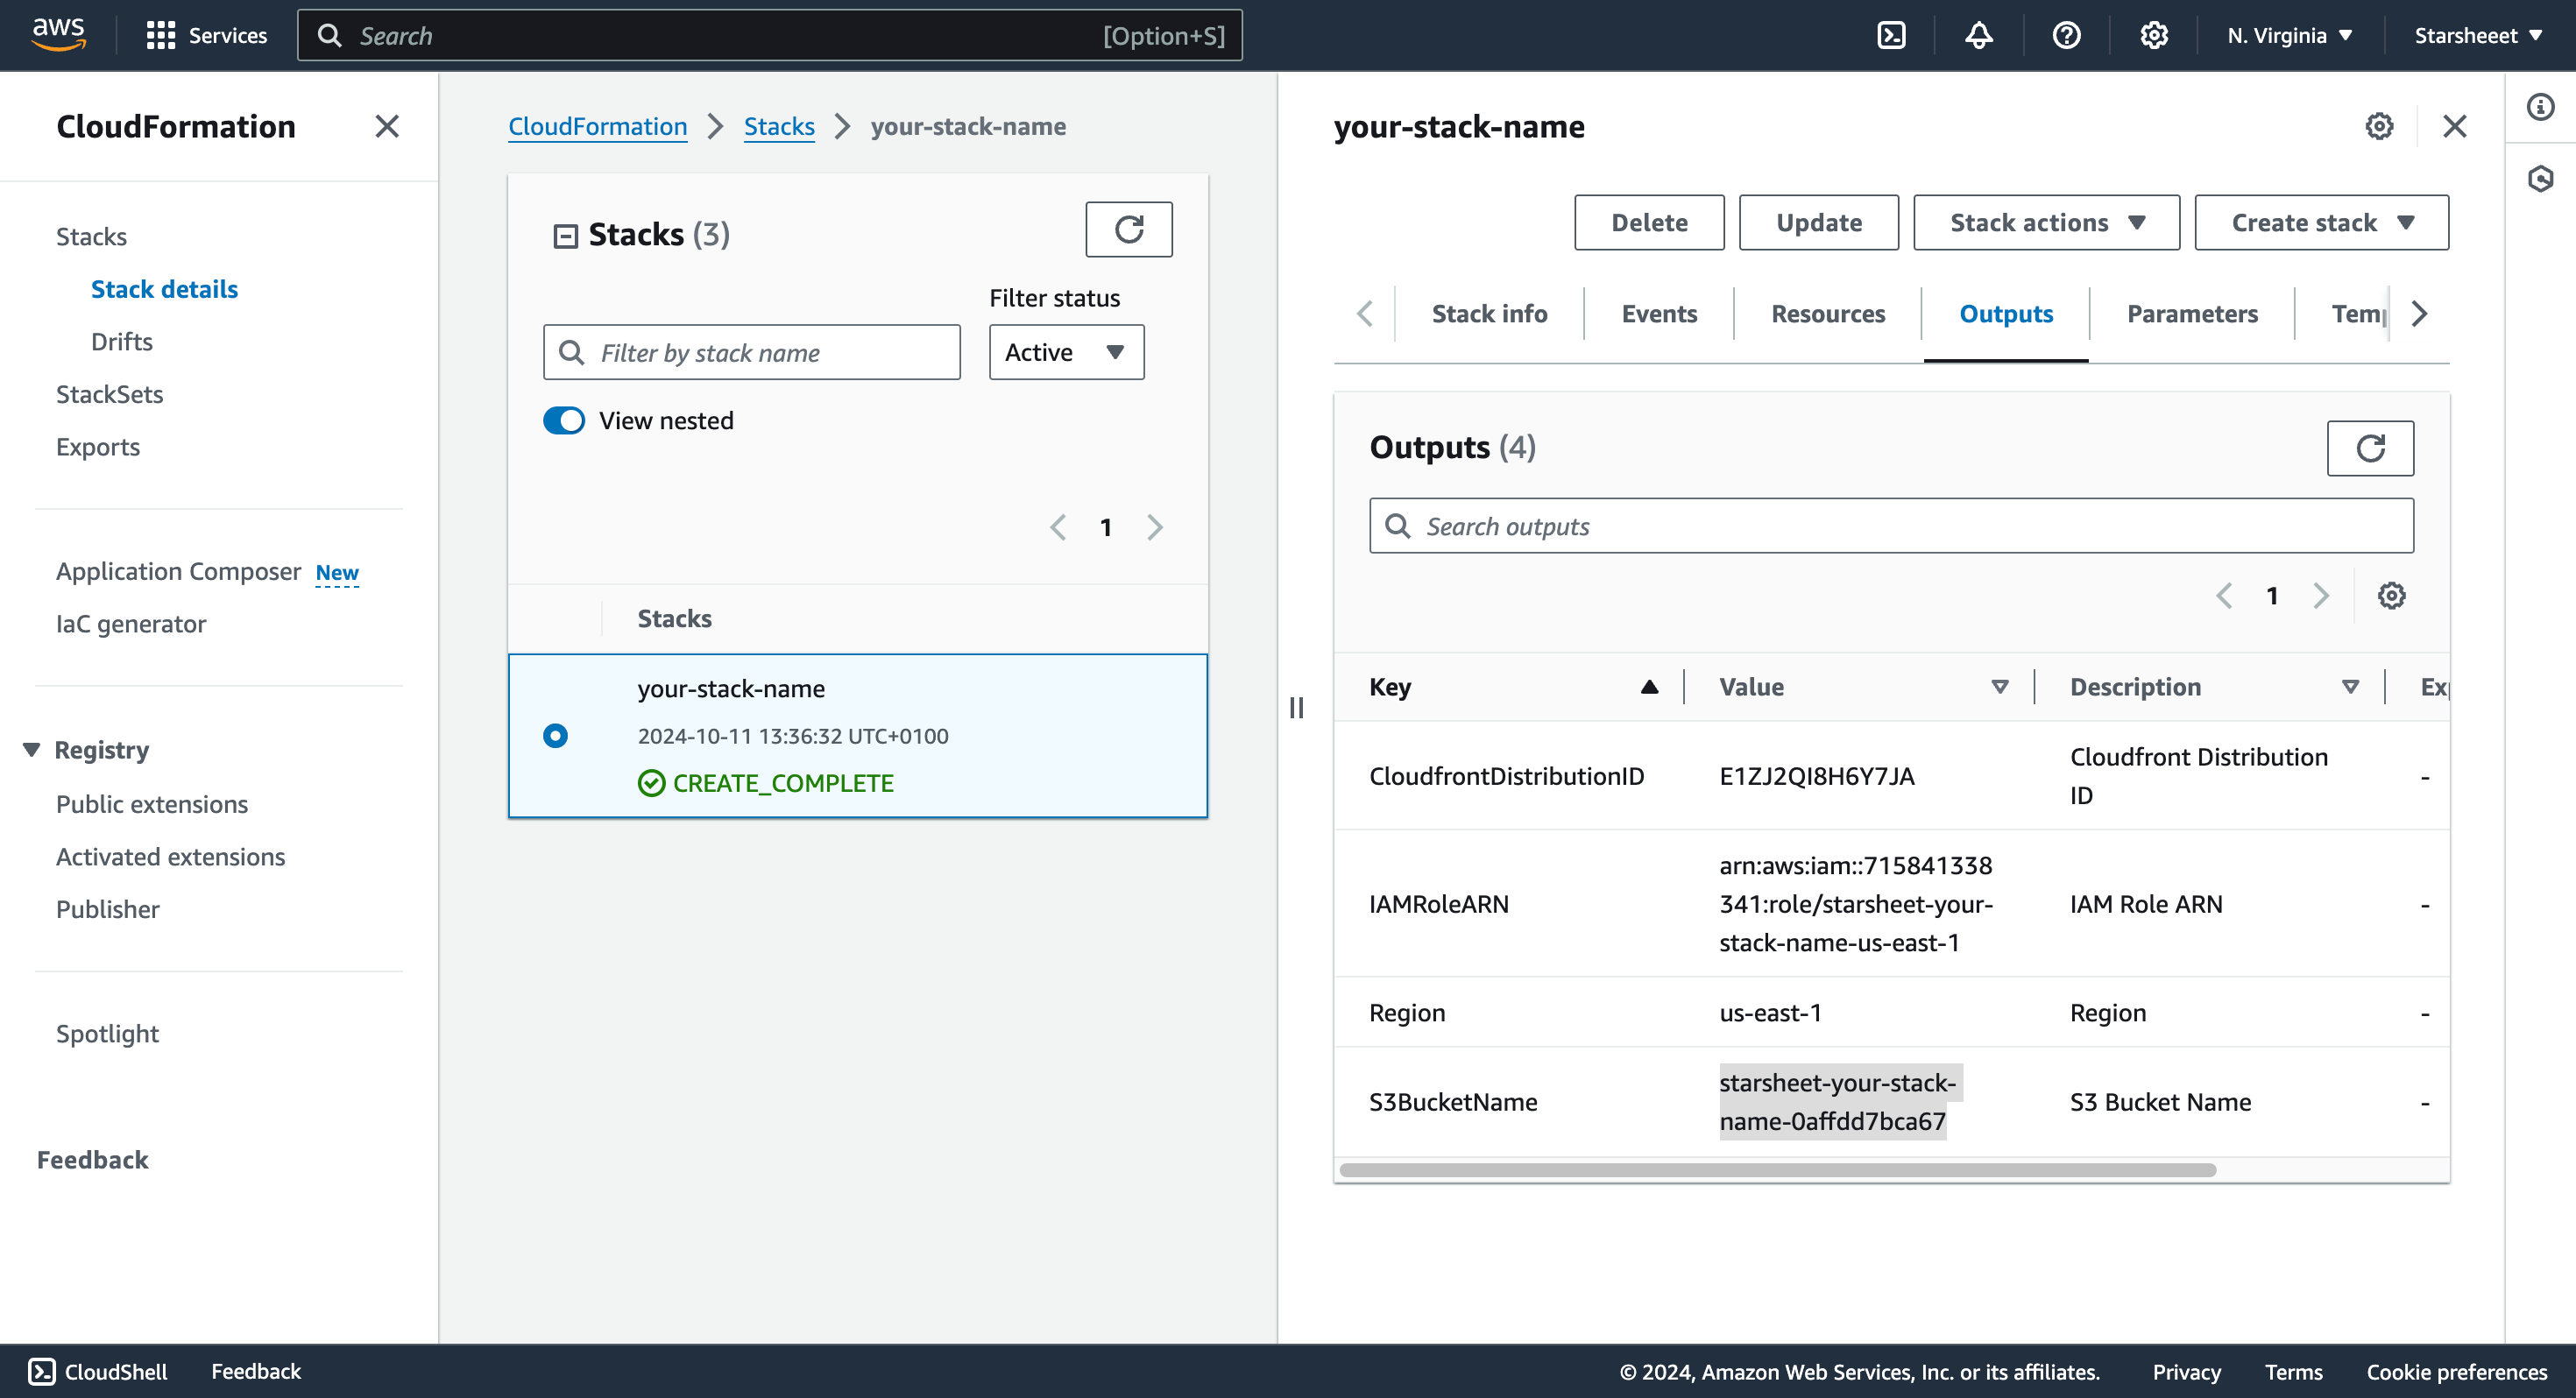 aws
Services
Search
[Option+S]
N. Virginia
Starsheeet
CloudFormation
Stacks
Stack details
Drifts
StackSets
Exports
Application Composer New
IaC generator
Registry
Public extensions
Activated extensions
Publisher
Spotlight
Feedback
CloudFormation
Stacks
your-stack-name
Stacks (3)
Filter status
Filter by stack name
Active
View nested
1
Stacks
your-stack-name
2024-10-11 13:36:32 UTC+0100
CREATE_COMPLETE
your-stack-name
Delete
Update
Stack actions
Create stack
Stack info
Events
Resources
Outputs
Parameters
Temp
Outputs (4)
Search outputs
1
Key
Value
Description
Exp
CloudfrontDistributionID
E1ZJ2QI8H6Y7JA
Cloudfront Distribution
ID
-
IAMRoleARN
arn:aws:iam::715841338
341:role/starsheet-your-
stack-name-us-east-1
IAM Role ARN
-
Region
us-east-1
Region
-
S3BucketName
starsheet-your-stack-
name-0affdd7bca67
S3 Bucket Name
-
CloudShell
Feedback
© 2024, Amazon Web Services, Inc. or its affiliates.
Privacy
Terms
Cookie preferences